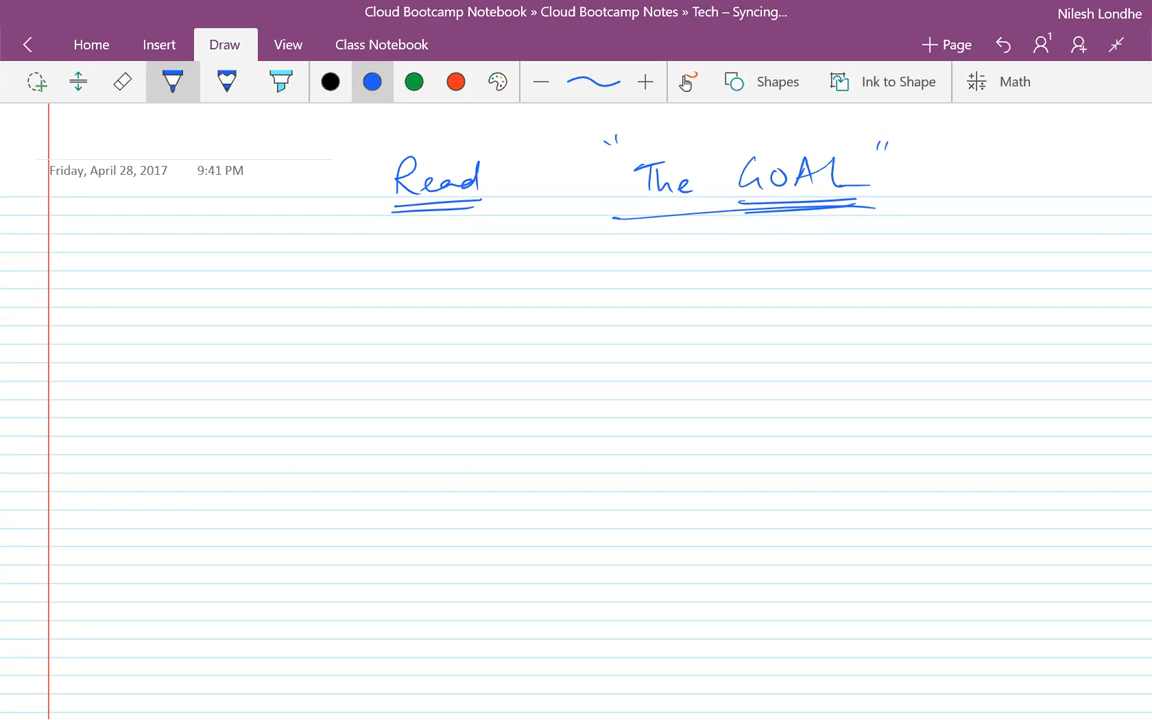 Cloud Bootcamp Notebook » Cloud Bootcamp Notes » Tech – Syncing...
Nilesh Londhe
Home Insert Draw View Class Notebook Page 1
Shapes Ink to Shape Math
Friday, April 28, 2017 9:41 PM
Read "The GOAL"